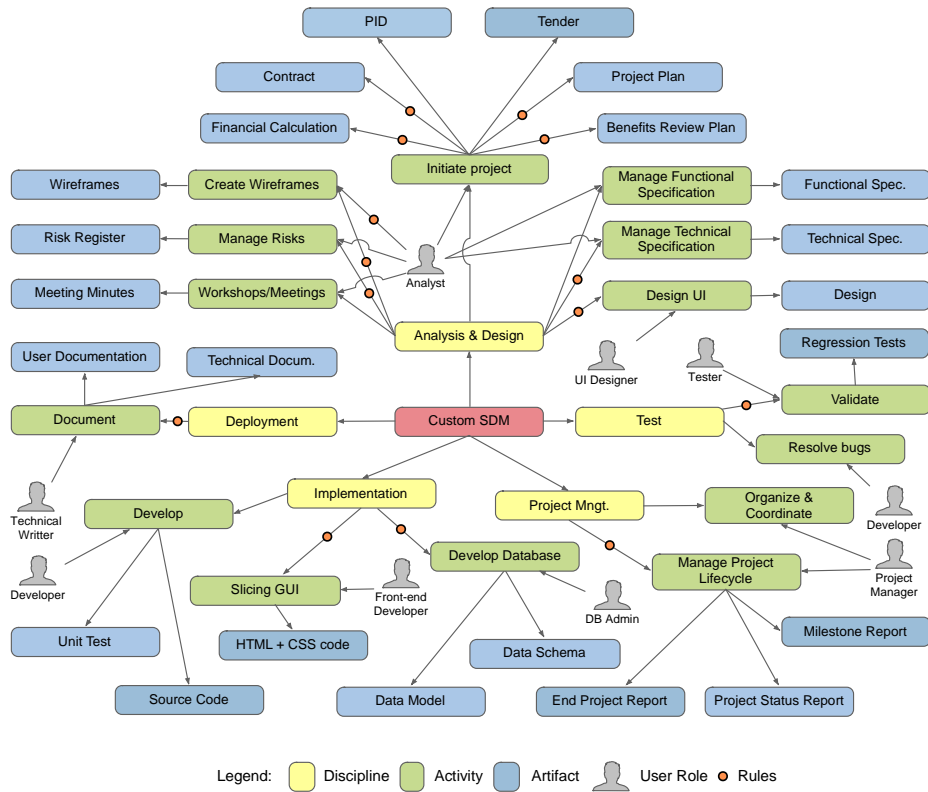 PID
Tender
Contract
Project Plan
Financial Calculation
Benefits Review Plan
Initiate project
Wireframes
Create Wireframes
Manage Functional
Specification
Functional Spec.
Risk Register
Manage Risks
Manage Technical
Specification
Technical Spec.
Analyst
Meeting Minutes
Workshops/Meetings
Design UI
Design
Analysis & Design
User Documentation
Technical Docum.
UI Designer
Tester
Regression Tests
Document
Deployment
Custom SDM
Test
Validate
Resolve bugs
Technical
Writter
Implementation
Develop
Project Mngt.
Organize &
Coordinate
Developer
Developer
Slicing GUI
Front-end
Developer
Develop Database
DB Admin
Manage Project
Lifecycle
Project
Manager
Unit Test
HTML + CSS code
Data Schema
Milestone Report
Source Code
Data Model
End Project Report
Project Status Report
Legend:
Discipline
Activity
Artifact
User Role
Rules